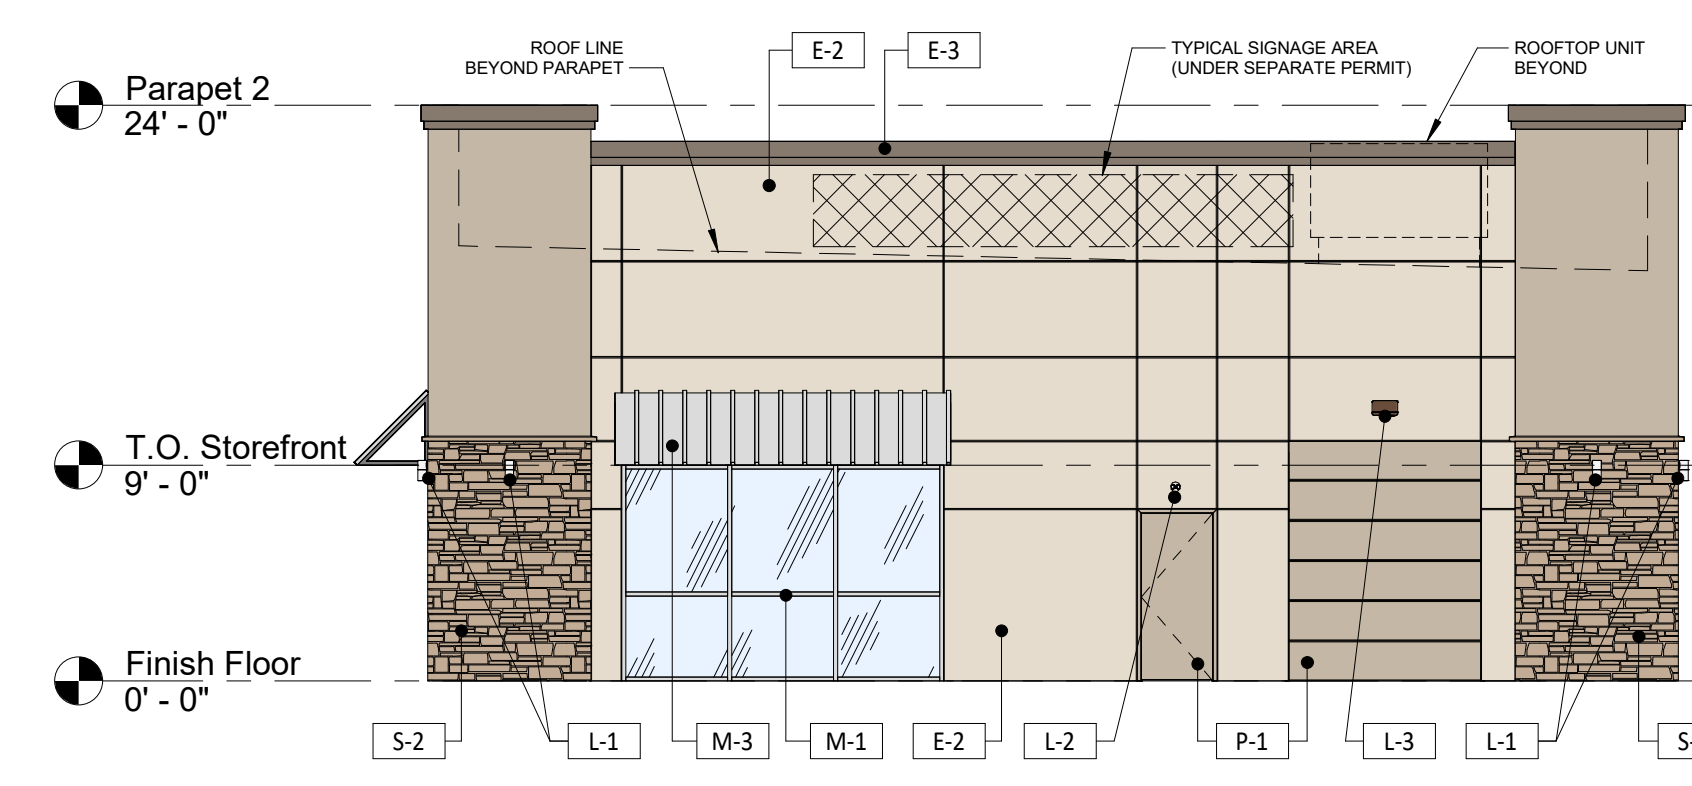 ROOF LINE
BEYOND PARAPET
E-2
E-3
TYPICAL SIGNAGE AREA
(UNDER SEPARATE PERMIT)
ROOFTOP UNIT
BEYOND
Parapet 2
24' - 0"
T.O. Storefront
9' - 0"
Finish Floor
0' - 0"
S-2
L-1
M-3
M-1
E-2
L-2
P-1
L-3
L-1
S-